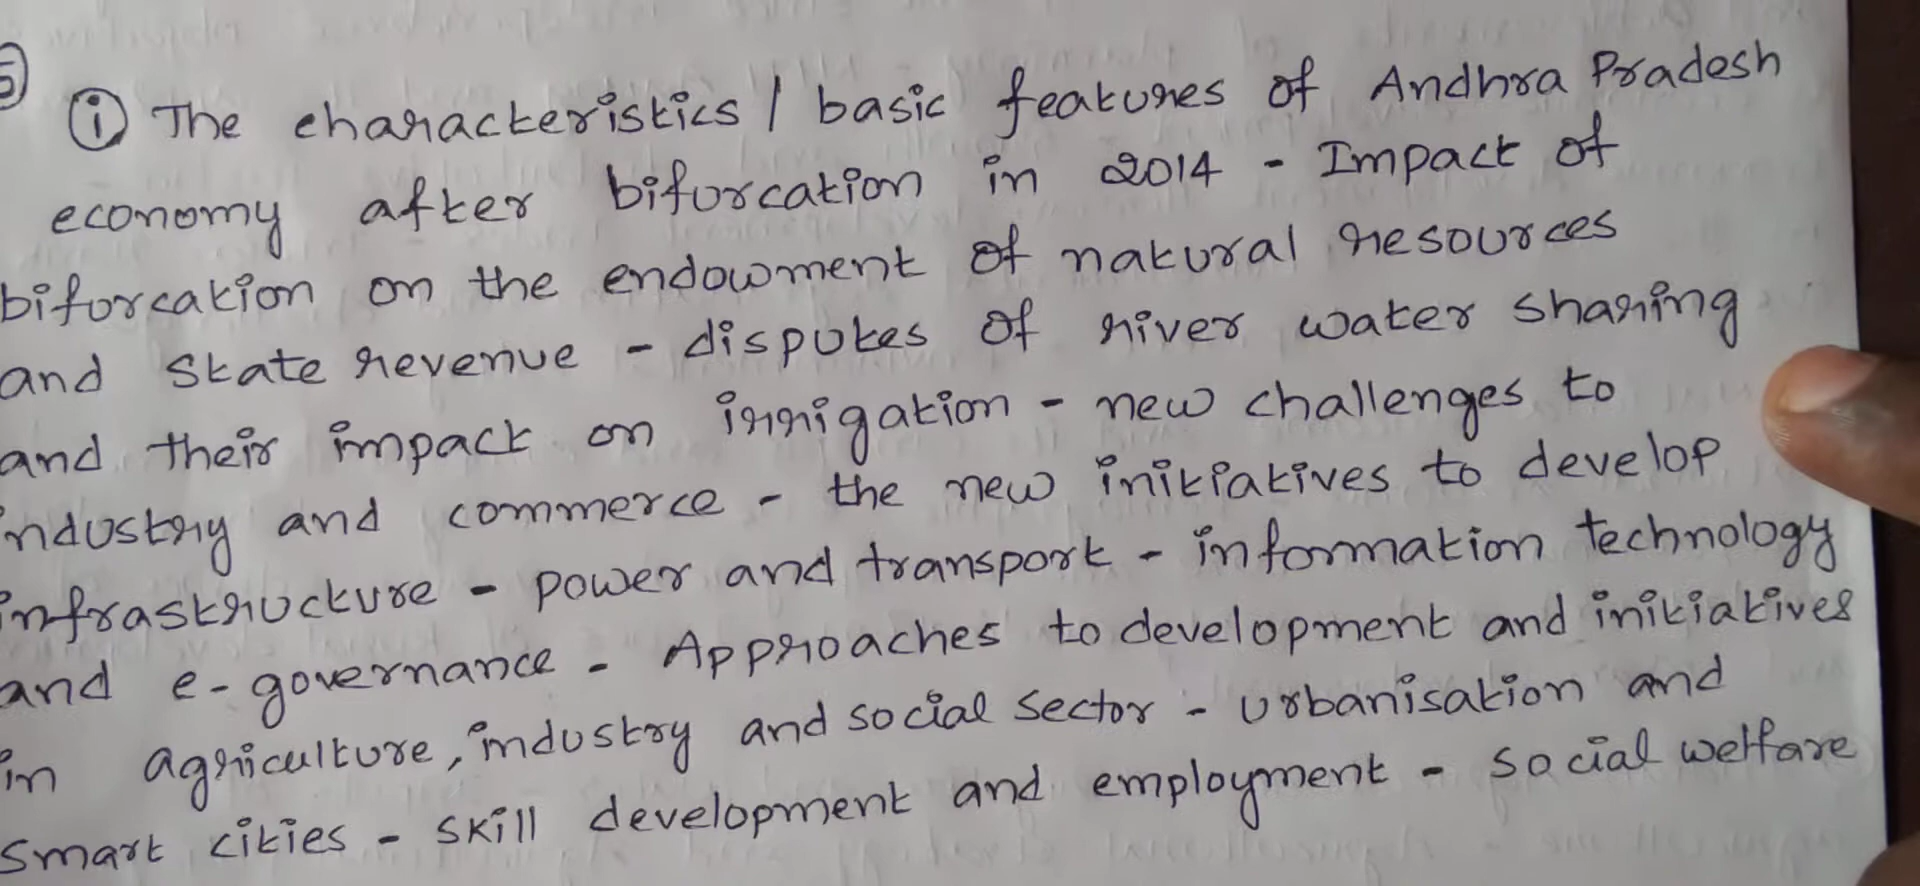 5) (i) The characteristics / basic features of Andhra Pradesh
economy after bifurcation in 2014 - Impact of
bifurcation on the endowment of natural resources
and State revenue - disputes of river water sharing
and their impact on irrigation - new challenges to
industry and commerce - the new initiatives to develop
infrastructure - power and transport - information technology
and e-governance - Approaches to development and initiatives
in agriculture, industry and social sector - urbanisation and
smart cities - skill development and employment - social welfare